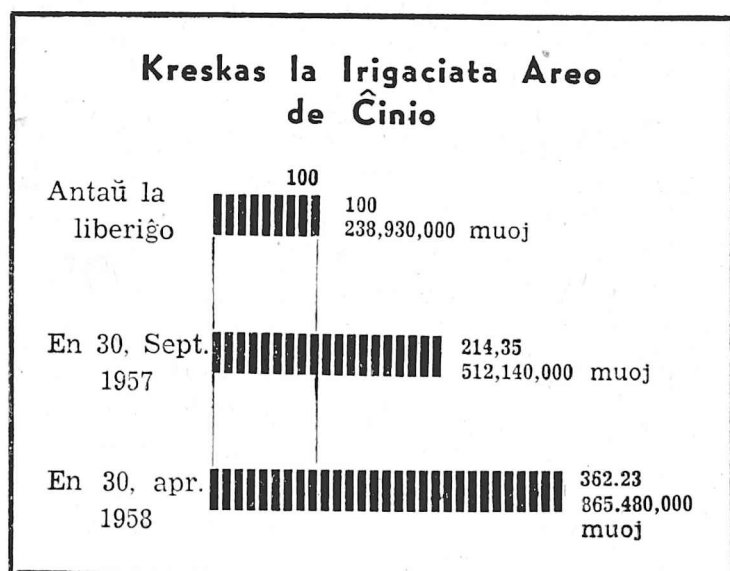 Kreskas la Irigaciata Areo
de Ĉinio
100
Antaŭ la
liberiĝo
100
238,930,000 muoj
En 30, Sept.
1957
214,35
512,140,000 muoj
En 30, apr.
1958
362.23
865.480,000
muoj